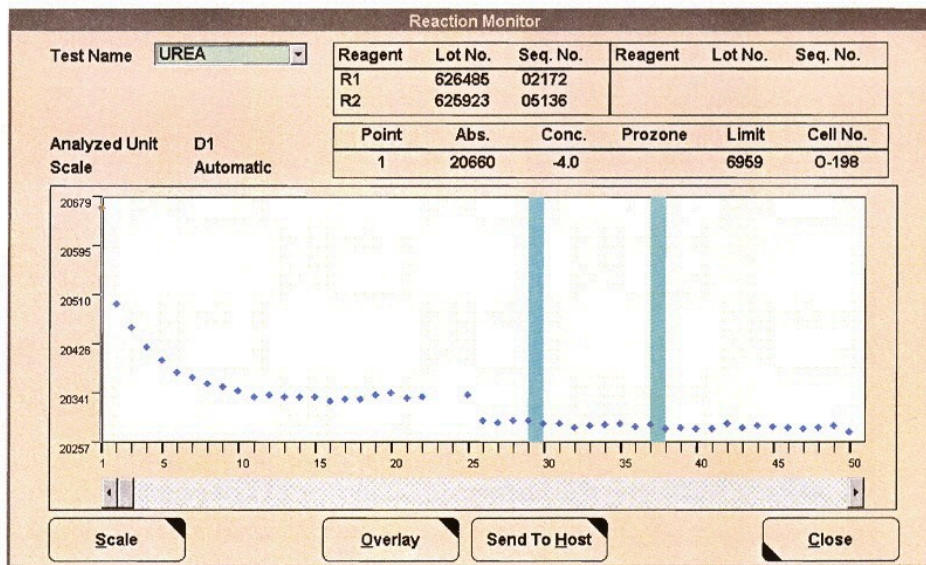 Reaction Monitor
Test Name UREA
Reagent Lot No. Seq. No. Reagent Lot No. Seq. No.
R1 626485 02172
R2 625923 05136
Analyzed Unit D1
Scale Automatic
Point Abs. Conc. Prozone Limit Cell No.
1 20660 -4.0 6959 O-198
20679
20595
20510
20426
20341
20257
1 5 10 15 20 25 30 35 40 45 50
Scale Overlay Send To Host Close